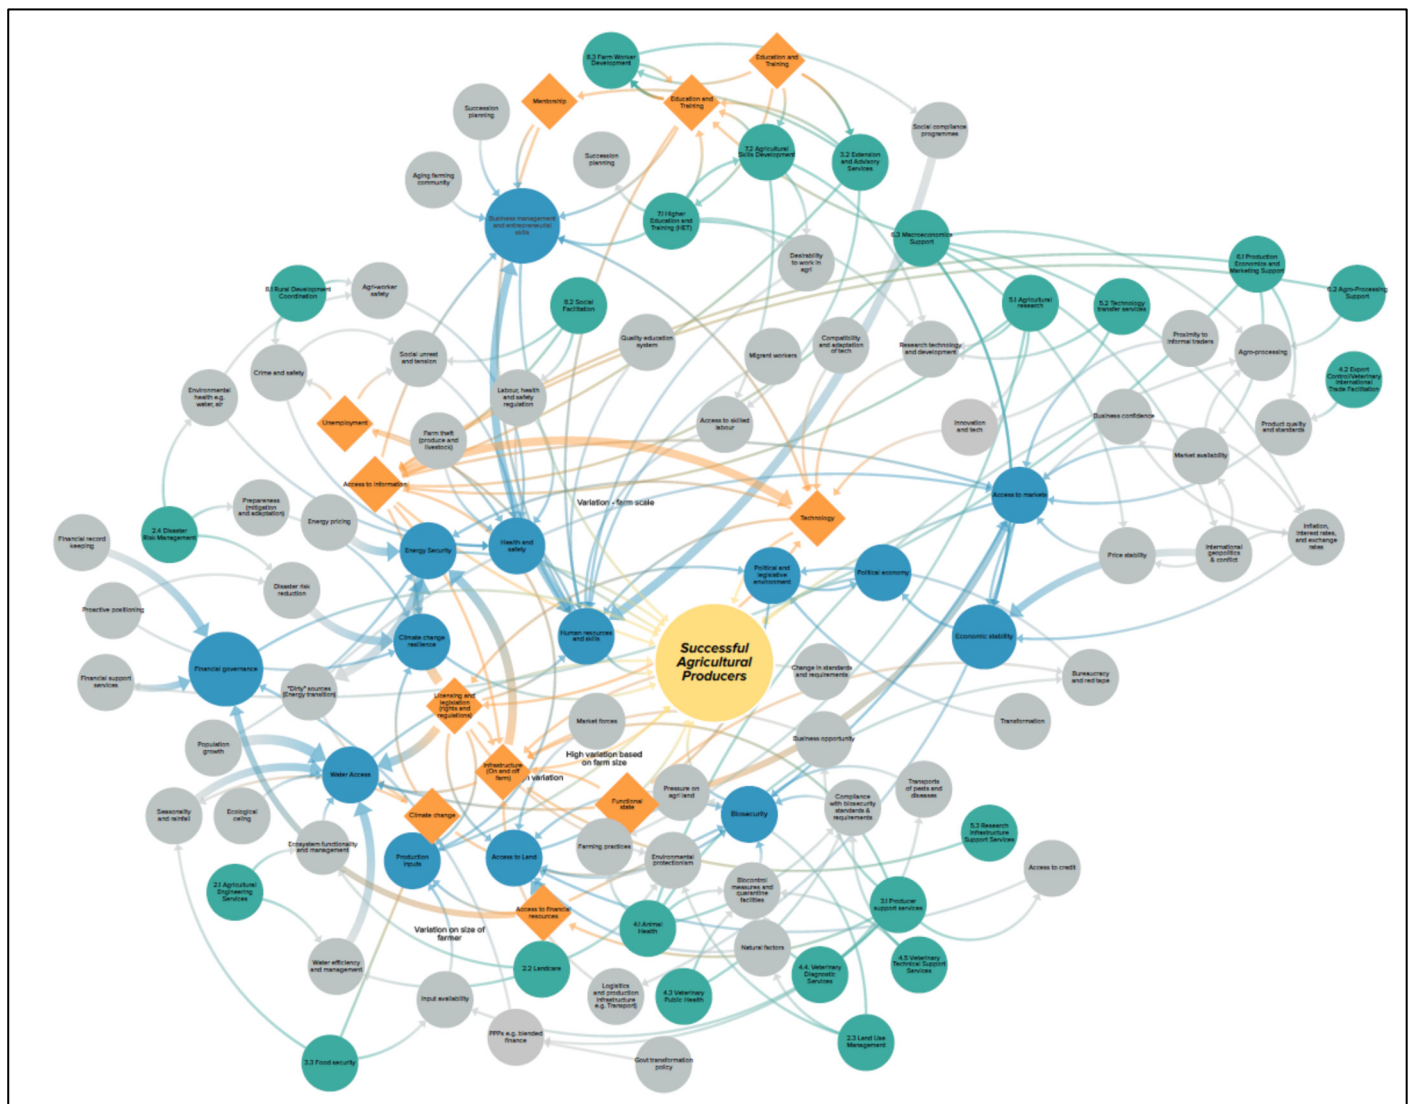 8.3 Farm Worker
Development
Education and
Training
Mentorship
Education and
Training
Succession
planning
Social compliance
programmes
7.2 Agricultural
Skills Development
3.2 Extension
and Advisory
Services
Succession
planning
Aging farming
community
Business management
and entrepreneurial
skills
7.1 Higher
Education and
Training (HET)
6.3 Macroeconomics
Support
Desirability
to work in
agri
6.1 Production
Economics and
Marketing Support
8.1 Rural Development
Coordination
Agri-worker
safety
8.2 Social
Facilitation
5.1 Agricultural
research
5.2 Technology
transfer services
6.2 Agro-Processing
Support
Quality education
system
Compatibility
and adaptation
of tech
Migrant workers
Research technology
and development
Proximity to
informal traders
Agro-processing
Social unrest
and tension
Crime and safety
4.2 Export
Control/Veterinary
International
Trade Facilitation
Environmental
health e.g.
water, air
Labour, health
and safety
regulation
Unemployment
Access to skilled
labour
Innovation
and tech
Business confidence
Product quality
and standards
Farm theft
(produce and
livestock)
Market availability
Access to information
Access to markets
Variation - farm scale
Preparedness
(mitigation
and adaptation)
Energy pricing
Technology
2.4 Disaster
Risk Management
Financial record
keeping
Energy Security
Health and
safety
Inflation,
interest rates,
and exchange
rates
Price stability
International
geopolitics
& conflict
Political and
legislative
environment
Political economy
Disaster risk
reduction
Proactive positioning
Climate change
resilience
Human resources
and skills
Economic stability
Successful
Agricultural
Producers
Financial governance
Financial support
services
"Dirty" sources
(Energy transition)
Licensing and
legislation
(rights and
regulations)
Change in standards
and requirements
Bureaucracy
and red tape
Market forces
Transformation
Population
growth
Business opportunity
High variation based
on farm size
Water Access
Infrastructure
(On and off
farm)
variation
Functional
state
Pressure on
agri land
Transports
of pests and
diseases
Seasonality
and rainfall
Ecological
ceiling
Climate change
Biosecurity
Compliance
with biosecurity
standards &
requirements
5.3 Research
Infrastructure
Support Services
Ecosystem functionality
and management
Production
inputs
Access to Land
Farming practices
Environmental
protectionism
Access to credit
2.1 Agricultural
Engineering
Services
Biocontrol
measures and
quarantine
facilities
3.1 Producer
support services
Access to financial
resources
Variation on size of
farmer
4.1 Animal
Health
Natural factors
Water efficiency
and management
2.2 Landcare
4.4. Veterinary
Diagnostic
Services
4.5 Veterinary
Technical Support
Services
Input availability
Logistics
and production
infrastructure
e.g. Transport)
4.3 Veterinary
Public Health
PPPs e.g. blended
finance
2.3 Land Use
Management
3.3 Food security
Govt transformation
policy